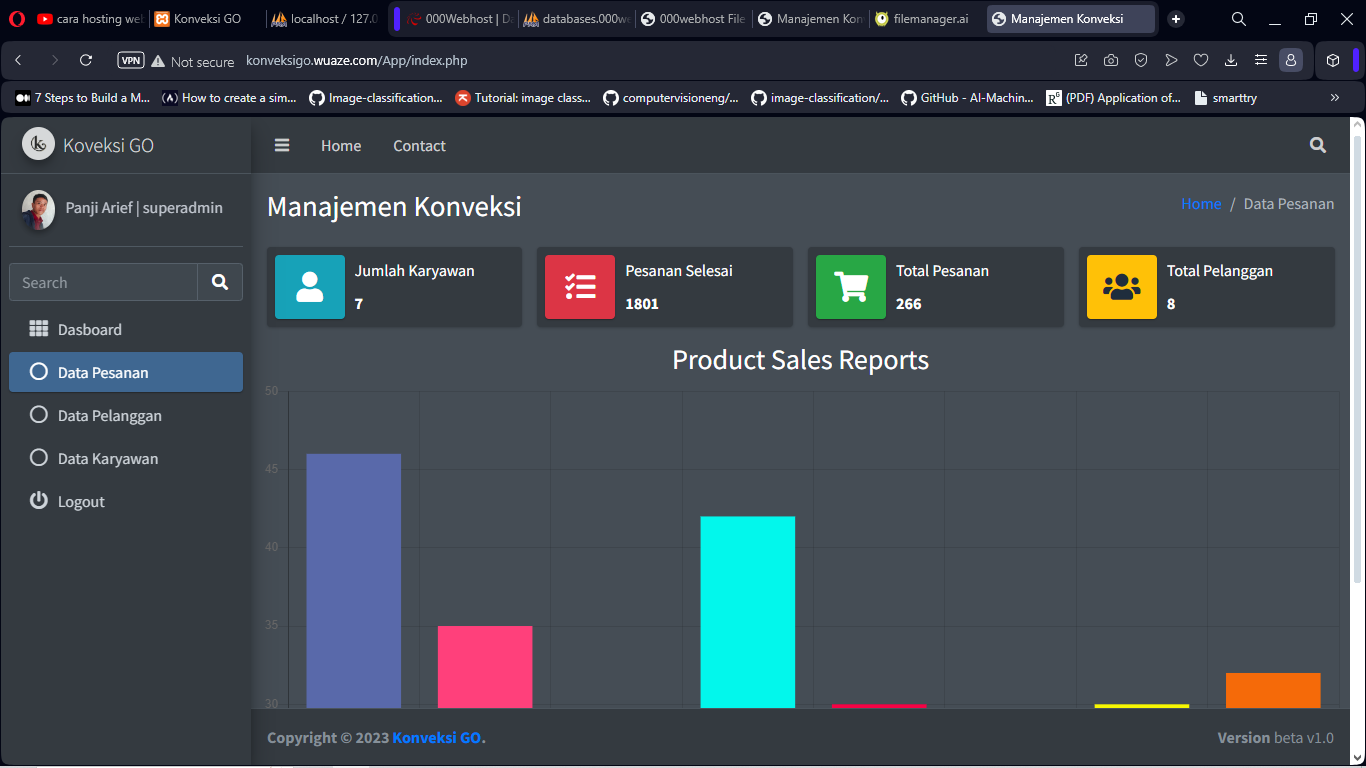 cara hosting web
Konveksi GO
localhost / 127.0
000Webhost | Da
databases.000we
000webhost File
Manajemen Kon
filemanager.ai
Manajemen Konveksi
VPN
Not secure
konveksigo.wuaze.com/App/index.php
7 Steps to Build a M...
How to create a sim...
Image-classification...
Tutorial: image class...
computervisioneng/...
image-classification/...
GitHub - AI-Machin...
(PDF) Application of...
smarttry
Koveksi GO
Home
Contact
Panji Arief | superadmin
Manajemen Konveksi
Home / Data Pesanan
Jumlah Karyawan
7
Pesanan Selesai
1801
Total Pesanan
266
Total Pelanggan
8
Search
Dasboard
Data Pesanan
Data Pelanggan
Data Karyawan
Logout
Product Sales Reports
50
45
40
35
30
Copyright © 2023 Konveksi GO.
Version beta v1.0